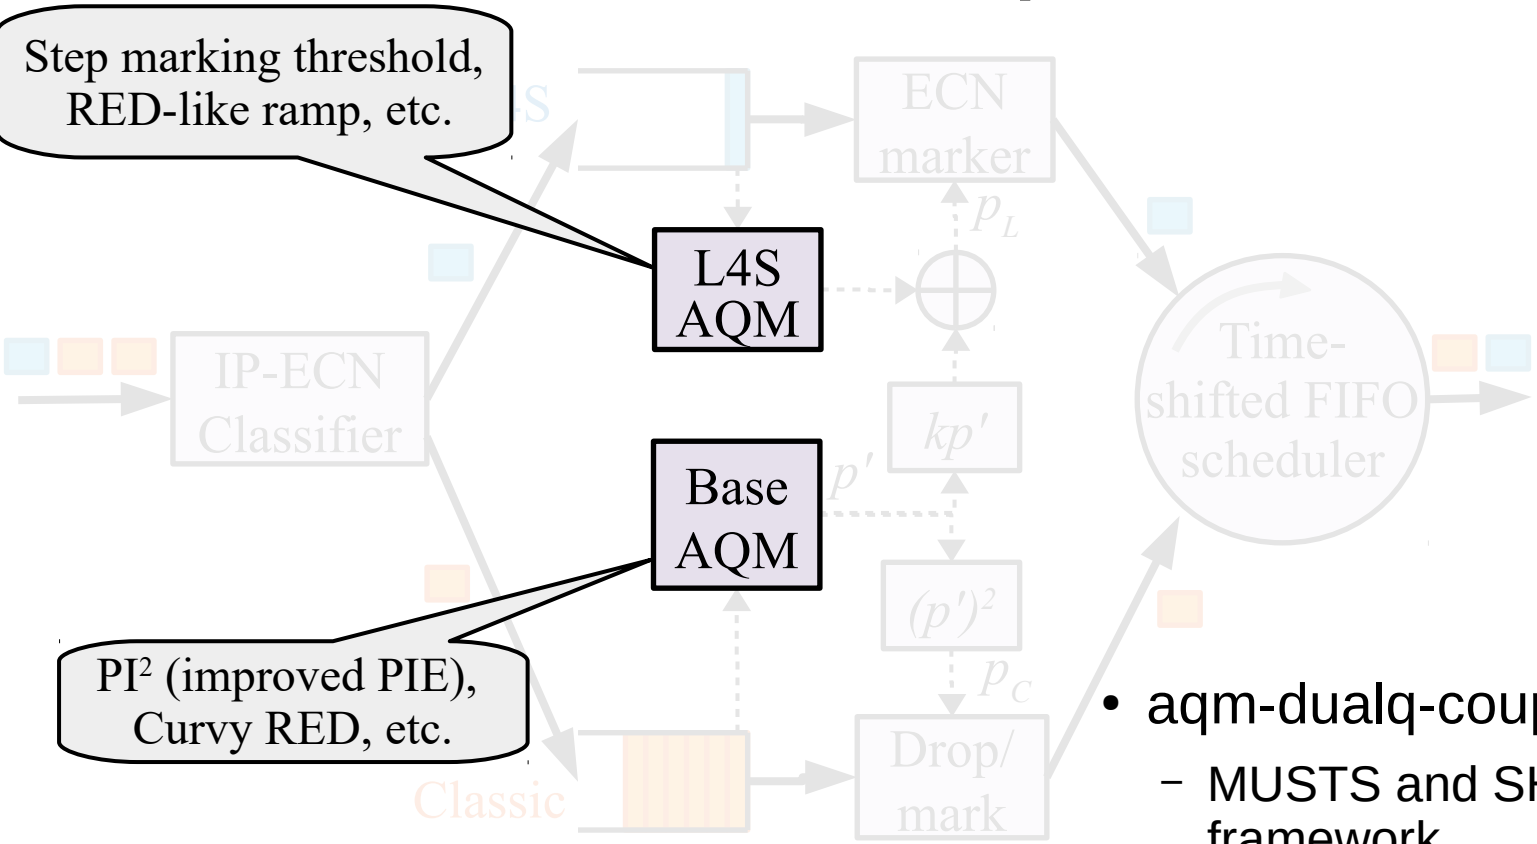 Step marking threshold,
RED-like ramp, etc.
ECN
marker
p_L
L4S
AQM
IP-ECN
Classifier
Time-
shifted FIFO
scheduler
kp'
Base
AQM
p'
(p')²
PI² (improved PIE),
Curvy RED, etc.
p_C
Classic
Drop/
mark
• aqm-dualq-coup
– MUSTS and SH
framework